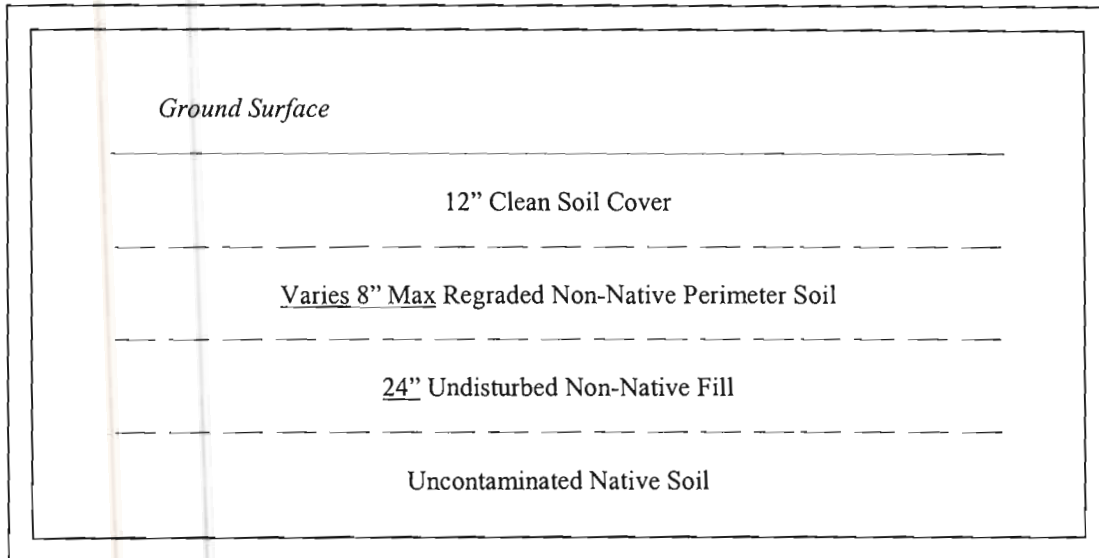 Ground Surface
12” Clean Soil Cover
Varies 8” Max Regraded Non-Native Perimeter Soil
24” Undisturbed Non-Native Fill
Uncontaminated Native Soil